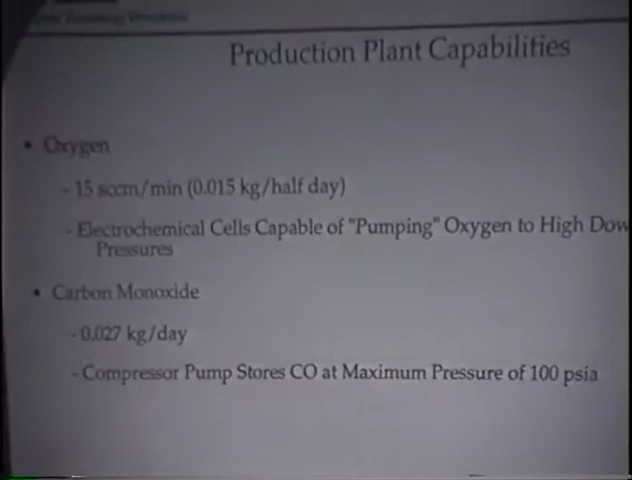 Production Plant Capabilities
• Oxygen
- 15 sccm/min (0.015 kg/half day)
- Electrochemical Cells Capable of "Pumping" Oxygen to High Dow
Pressures
• Carbon Monoxide
- 0.027 kg/day
- Compressor Pump Stores CO at Maximum Pressure of 100 psia